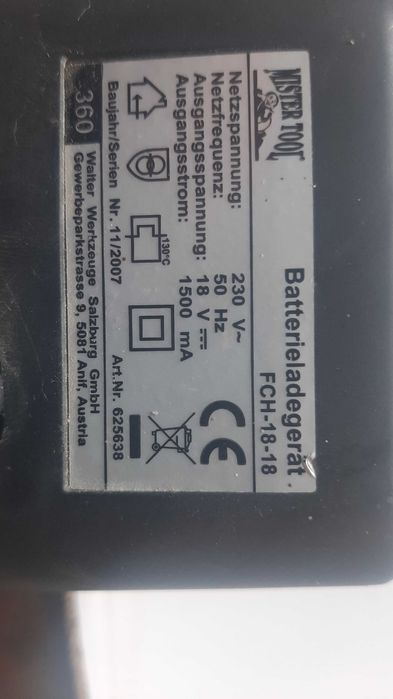 MISTER TOOL
Batterieladegerät
FCH-18-18
Netzspannung: 230 V~
Netzfrequenz: 50 Hz
Ausgangsspannung: 18 V ⎓
Ausgangsstrom: 1500 mA
CE
130°C
Baujahr/Serien Nr. 11/2007 Art.Nr. 625638
360
Walter Werkzeuge Salzburg GmbH
Gewerbeparkstrasse 9, 5081 Anif, Austria